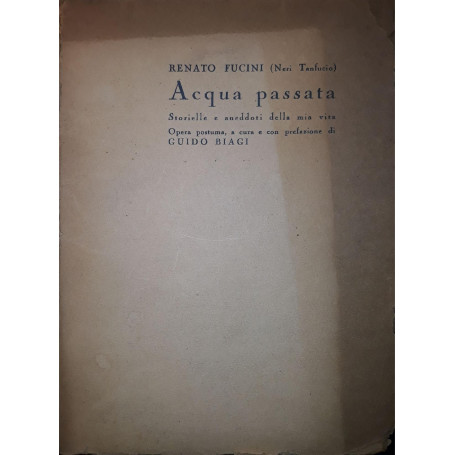 RENATO FUCINI (Neri Tanfucio)
Acqua passata
Storielle e aneddoti della mia vita
Opera postuma, a cura e con prefazione di
GUIDO BIAGI